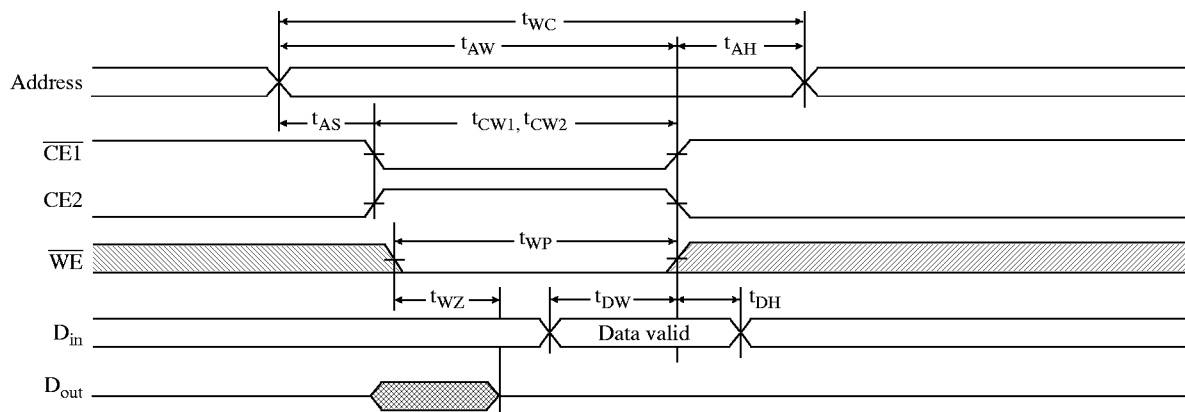 tWC
tAW tAH
Address
tAS tCW1, tCW2
CE1
CE2
tWP
WE
tWZ tDW tDH
Din Data valid
Dout